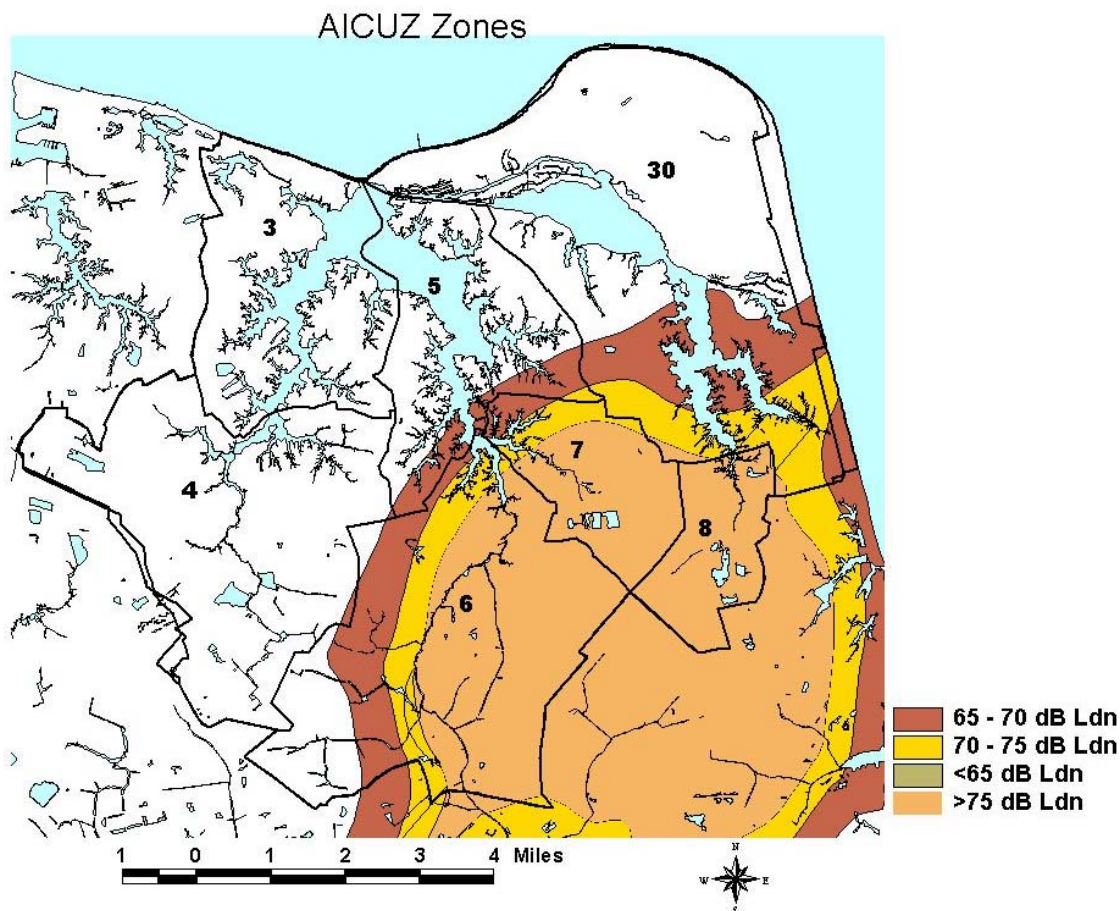 AICUZ Zones
30
3
5
4
7
8
6
65 - 70 dB Ldn
70 - 75 dB Ldn
<65 dB Ldn
>75 dB Ldn
1 0 1 2 3 4 Miles
N
W E
S